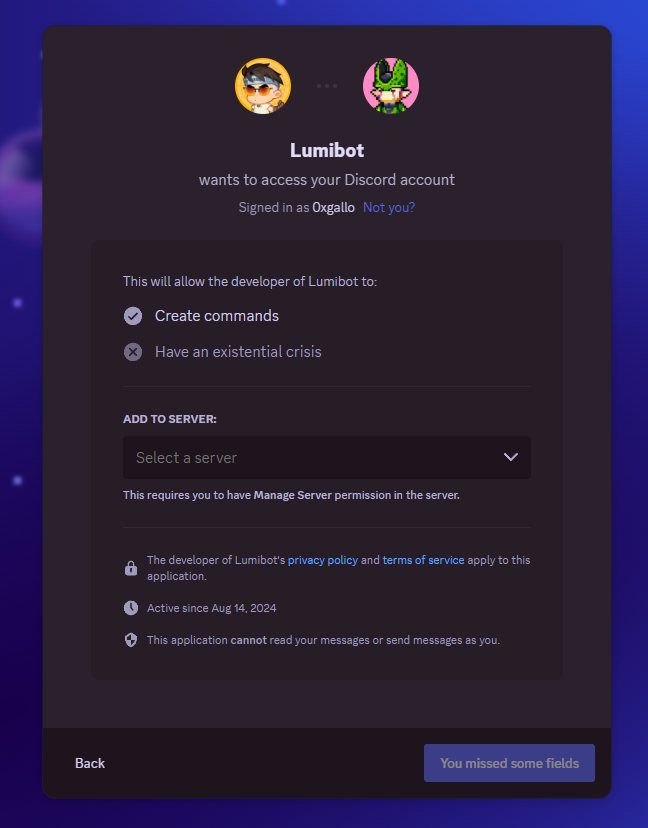 Lumibot
wants to access your Discord account
Signed in as 0xgallo Not you?
This will allow the developer of Lumibot to:
Create commands
Have an existential crisis
ADD TO SERVER:
Select a server
This requires you to have Manage Server permission in the server.
The developer of Lumibot's privacy policy and terms of service apply to this
application.
Active since Aug 14, 2024
This application cannot read your messages or send messages as you.
Back
You missed some fields